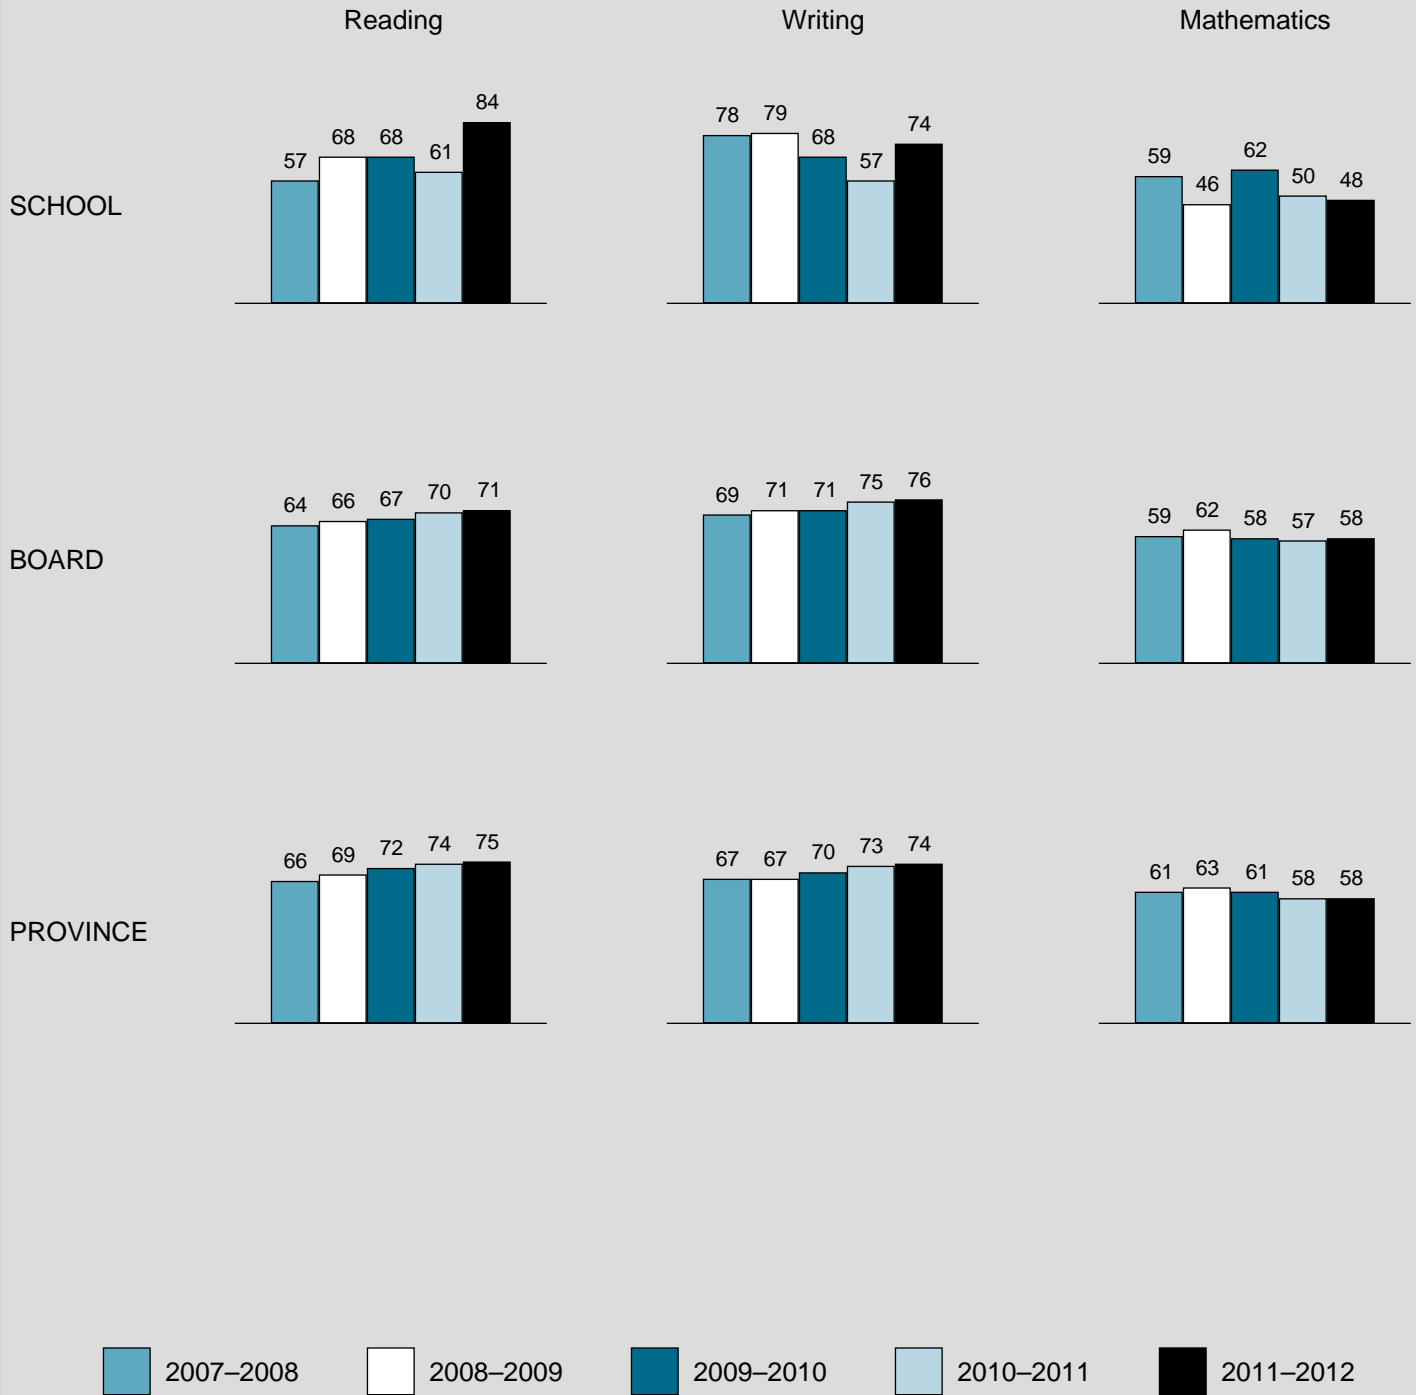 Reading Writing Mathematics
SCHOOL
57 68 68 61 84
78 79 68 57 74
59 46 62 50 48
BOARD
64 66 67 70 71
69 71 71 75 76
59 62 58 57 58
PROVINCE
66 69 72 74 75
67 67 70 73 74
61 63 61 58 58
2007–2008 2008–2009 2009–2010 2010–2011 2011–2012